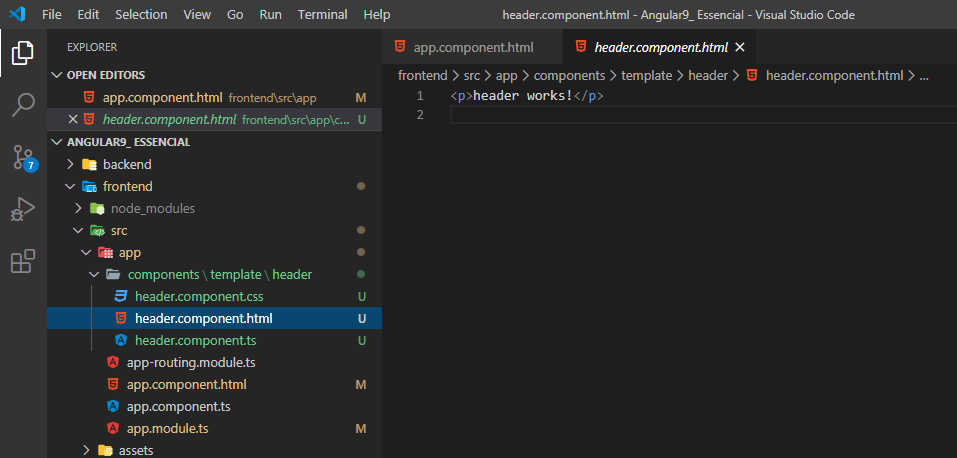 File Edit Selection View Go Run Terminal Help header.component.html - Angular9_ Essencial - Visual Studio Code
EXPLORER
OPEN EDITORS
app.component.html frontend\src\app M
header.component.html frontend\src\app\c... U
ANGULAR9_ ESSENCIAL
backend
frontend
node_modules
src
app
components \ template \ header
header.component.css U
header.component.html U
header.component.ts U
app-routing.module.ts
app.component.html M
app.component.ts
app.module.ts M
assets
7
app.component.html header.component.html
frontend > src > app > components > template > header > header.component.html > ...
1 <p>header works!</p>
2